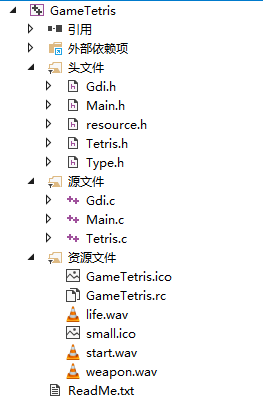 GameTetris
引用
外部依赖项
头文件
Gdi.h
Main.h
resource.h
Tetris.h
Type.h
源文件
Gdi.c
Main.c
Tetris.c
资源文件
GameTetris.ico
GameTetris.rc
life.wav
small.ico
start.wav
weapon.wav
ReadMe.txt